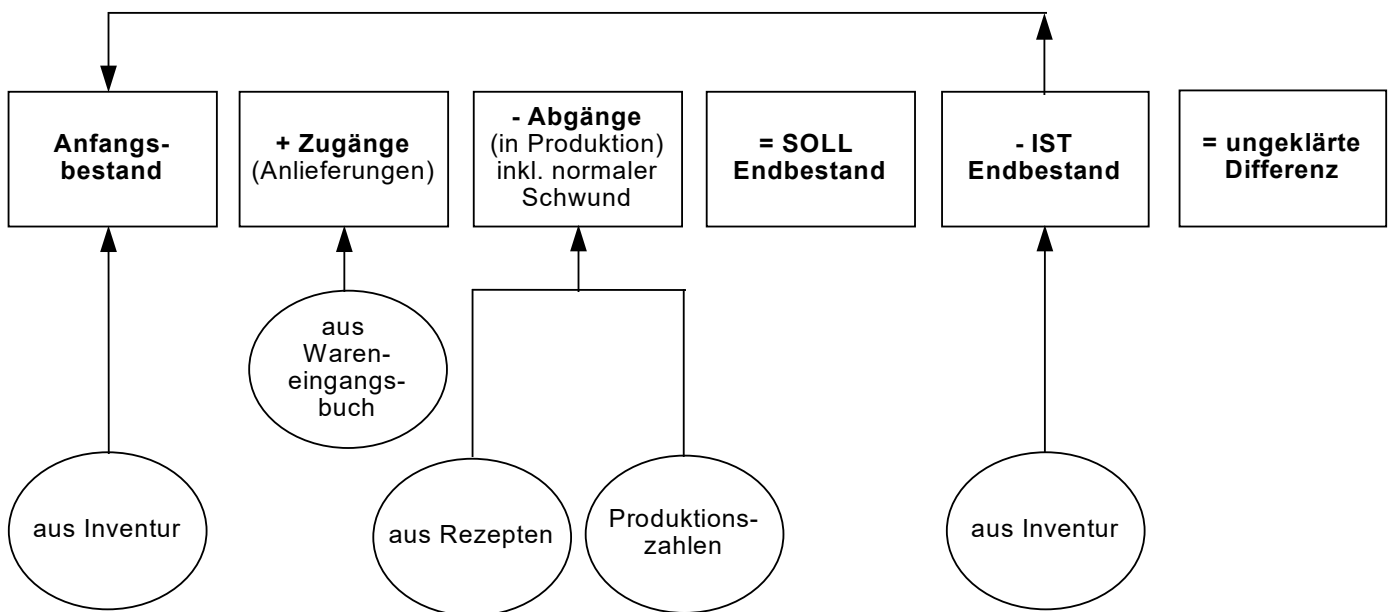 Anfangs-
bestand
+ Zugänge
(Anlieferungen)
- Abgänge
(in Produktion)
inkl. normaler
Schwund
= SOLL
Endbestand
- IST
Endbestand
= ungeklärte
Differenz
aus
Waren-
eingangs-
buch
aus Inventur
aus Rezepten
Produktions-
zahlen
aus Inventur